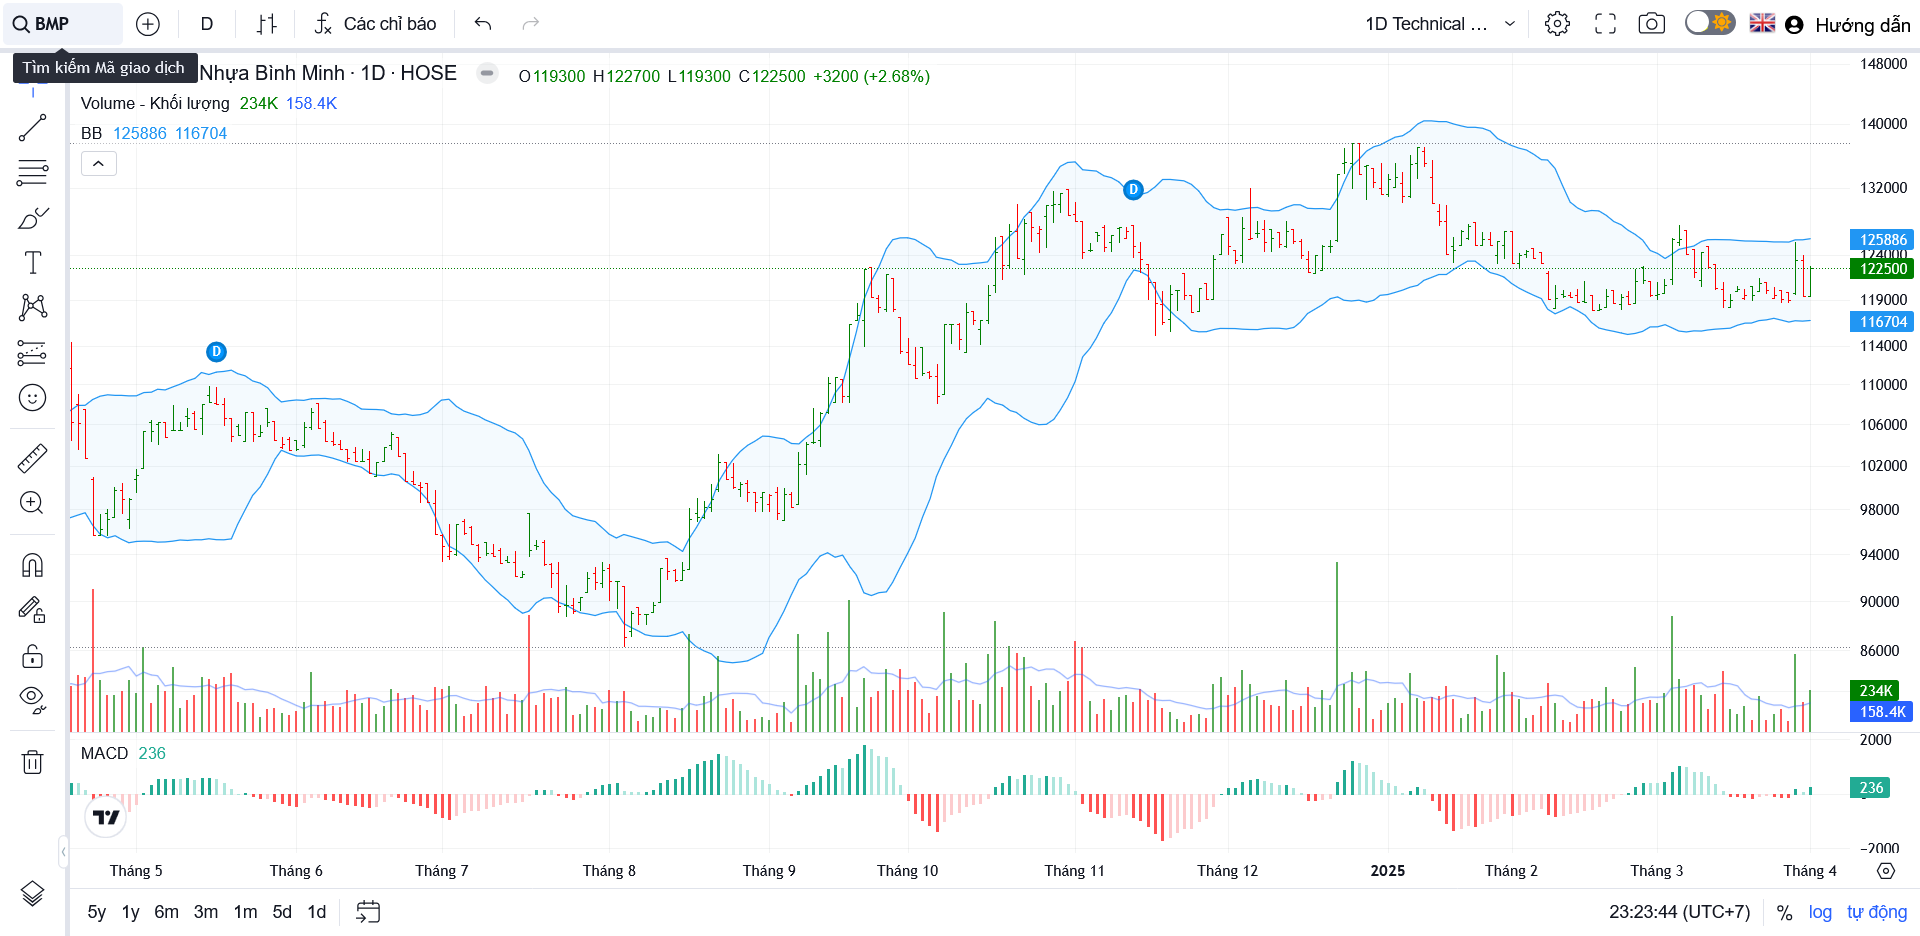 BMP
D
Các chỉ báo
1D Technical ...
Hướng dẫn
Tìm kiếm Mã giao dịch
Nhựa Bình Minh · 1D · HOSE
O119300 H122700 L119300 C122500 +3200 (+2.68%)
Volume - Khối lượng 234K 158.4K
BB 125886 116704
D
D
148000
140000
132000
125886
124000
122500
119000
116704
114000
110000
106000
102000
98000
94000
90000
86000
234K
158.4K
2000
MACD 236
236
−2000
Tháng 5 Tháng 6 Tháng 7 Tháng 8 Tháng 9 Tháng 10 Tháng 11 Tháng 12 2025 Tháng 2 Tháng 3 Tháng 4
5y 1y 6m 3m 1m 5d 1d
23:23:44 (UTC+7) % log tự động